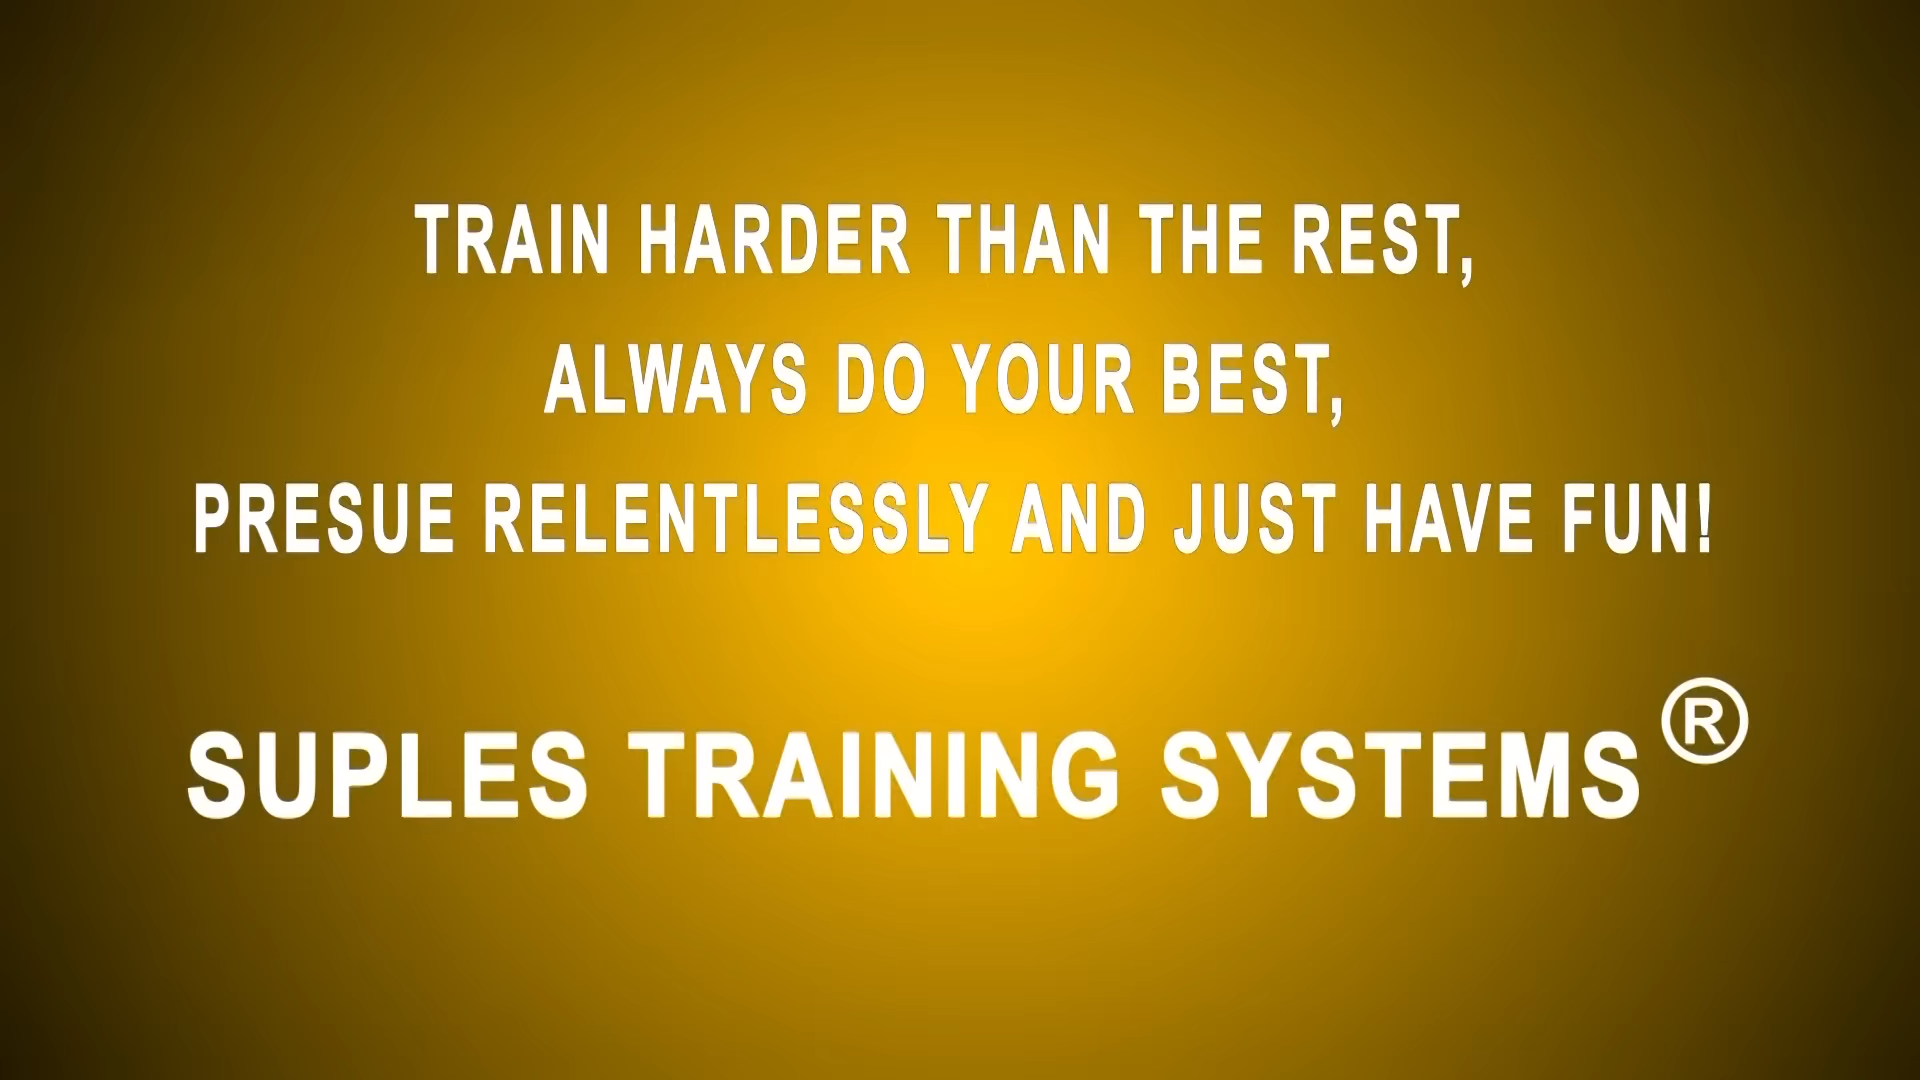 TRAIN HARDER THAN THE REST,
ALWAYS DO YOUR BEST,
PRESUE RELENTLESSLY AND JUST HAVE FUN!
SUPLES TRAINING SYSTEMS®